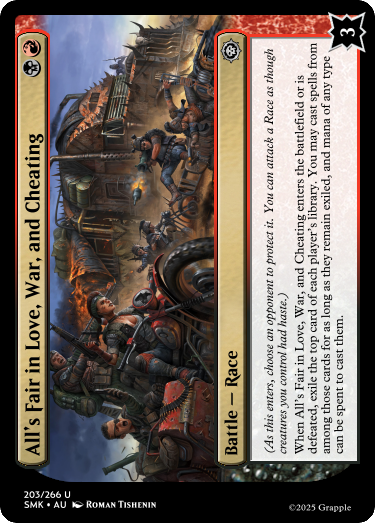 All's Fair in Love, War, and Cheating
Battle — Race
3
(As this enters, choose an opponent to protect it. You can attack a Race as though
creatures you control had haste.)
When All's Fair in Love, War, and Cheating enters the battlefield or is
defeated, exile the top card of each player's library. You may cast spells from
among those cards for as long as they remain exiled, and mana of any type
can be spent to cast them.
203/266 U
SMK • AU Roman Tishenin
©2025 Grapple